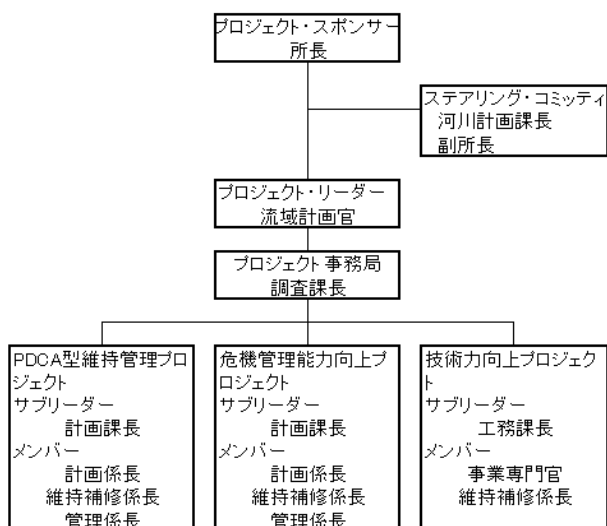 プロジェクト・スポンサー
所長
ステアリング・コミッティ
河川計画課長
副所長
プロジェクト・リーダー
流域計画官
プロジェクト事務局
調査課長
PDCA型維持管理プロ
ジェクト
サブリーダー
計画課長
メンバー
計画係長
維持補修係長
管理係長
危機管理能力向上プ
ロジェクト
サブリーダー
計画課長
メンバー
計画係長
維持補修係長
管理係長
技術力向上プロジェク
ト
サブリーダー
工務課長
メンバー
事業専門官
維持補修係長